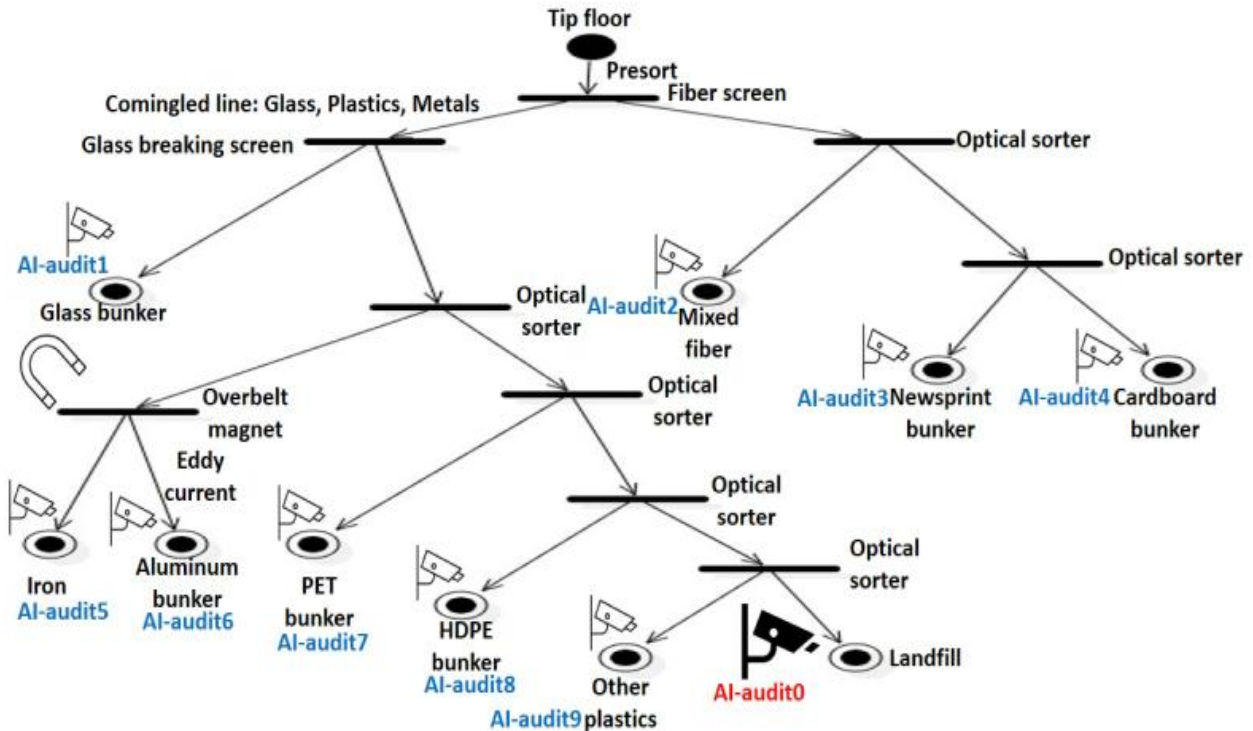 Tip floor
Presort
Fiber screen
Comingled line: Glass, Plastics, Metals
Glass breaking screen
Optical sorter
Optical sorter
AI-audit1
Glass bunker
Optical
sorter
AI-audit2
Mixed
fiber
Overbelt
magnet
Optical
sorter
AI-audit3
Newsprint
bunker
AI-audit4
Cardboard
bunker
Eddy
current
Optical
sorter
Iron
AI-audit5
Aluminum
bunker
AI-audit6
PET
bunker
AI-audit7
Optical
sorter
HDPE
bunker
AI-audit8
Other
AI-audit9 plastics
AI-audit0
Landfill